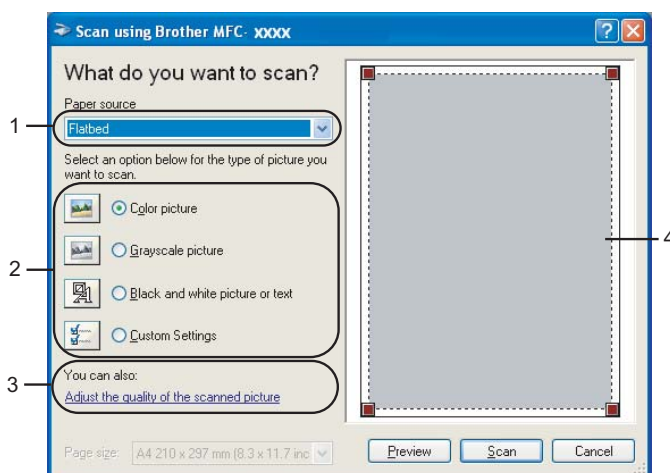 Scan using Brother MFC- xxxx
What do you want to scan?
Paper source
1
Flatbed
Select an option below for the type of picture you
want to scan.
Color picture
4
Grayscale picture
2
Black and white picture or text
Custom Settings
You can also:
3
Adjust the quality of the scanned picture
Page size: A4 210 x 297 mm (8.3 x 11.7 inc
Preview
Scan
Cancel